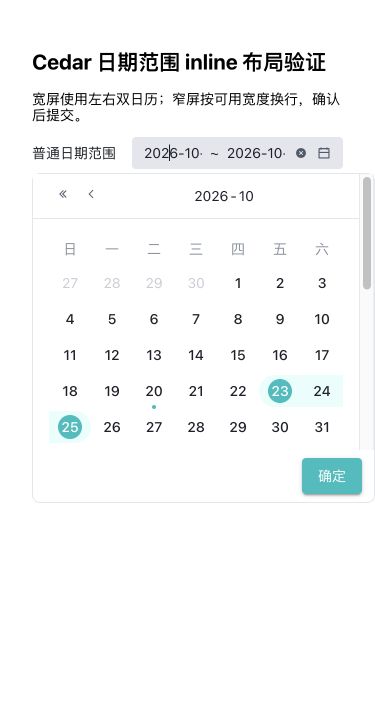 Cedar 日期范围 inline 布局验证
宽屏使用左右双日历；窄屏按可用宽度换行，确认
后提交。
普通日期范围 2026-10- ~ 2026-10-
2026-10
日 一 二 三 四 五 六
27 28 29 30 1 2 3
4 5 6 7 8 9 10
11 12 13 14 15 16 17
18 19 20 21 22 23 24
25 26 27 28 29 30 31
确定